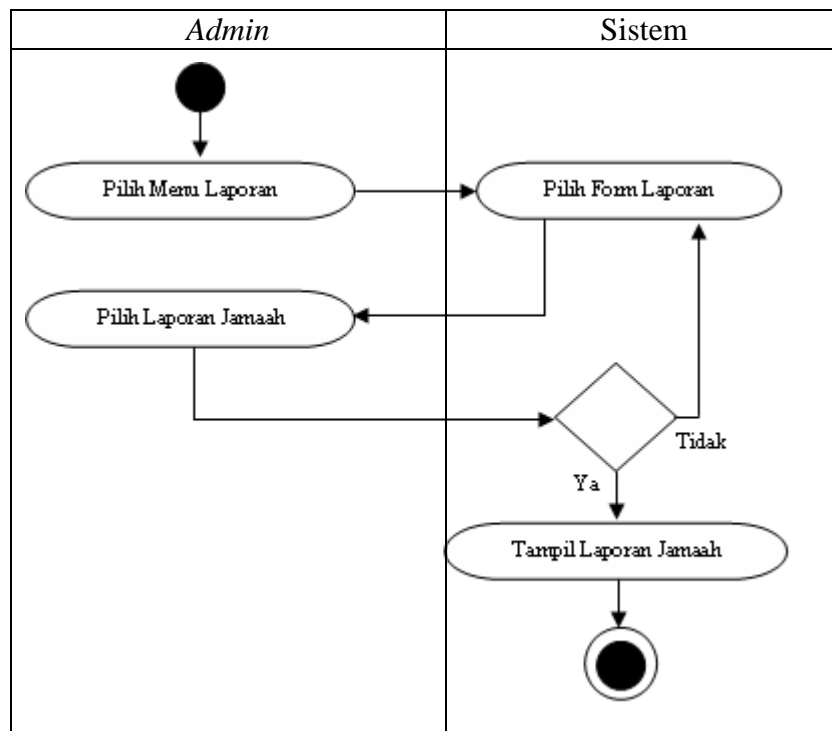 Admin
Sistem
Pilih Menu Laporan
Pilih Form Laporan
Pilih Laporan Jamaah
Tidak
Ya
Tampil Laporan Jamaah